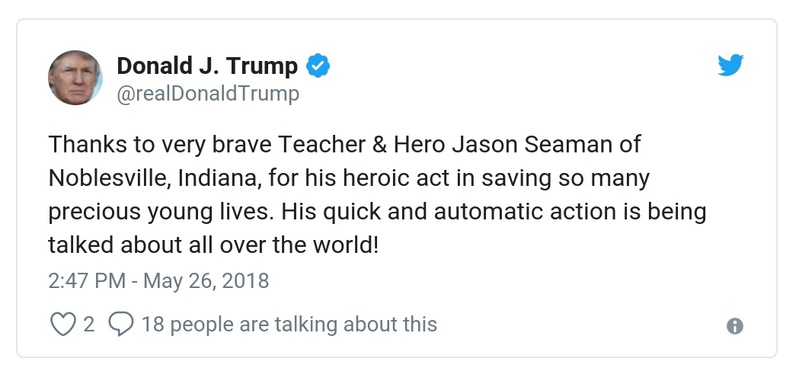 Donald J. Trump
@realDonaldTrump
Thanks to very brave Teacher & Hero Jason Seaman of
Noblesville, Indiana, for his heroic act in saving so many
precious young lives. His quick and automatic action is being
talked about all over the world!
2:47 PM - May 26, 2018
2 18 people are talking about this